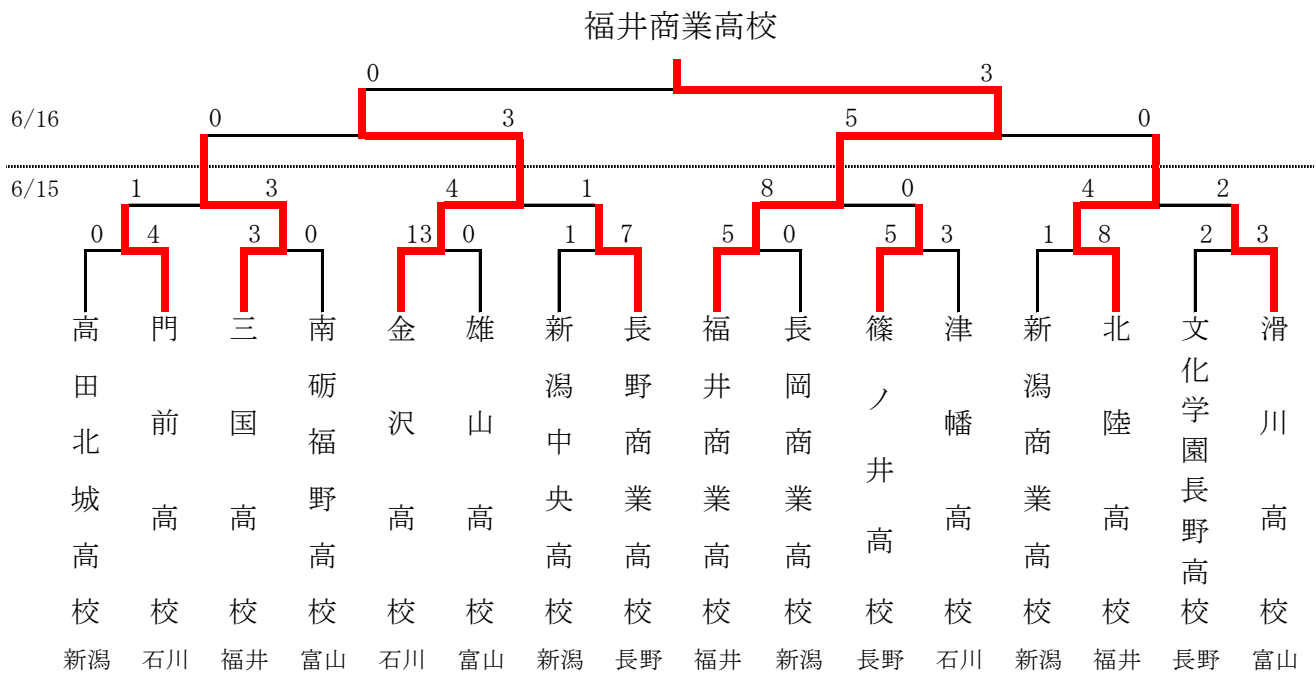 福井商業高校
0 3
6/16 0 3 5 0
6/15 1 3 4 1 8 0 4 2
0 4 3 0 13 0 1 7 5 0 5 3 1 8 2 3
高田北城高校
門前高校
三国高校
南砺福野高校
金沢高校
雄山高校
新潟中央高校
長野商業高校
福井商業高校
長岡商業高校
篠ノ井高校
津幡高校
新潟商業高校
北陸高校
文化学園長野高校
滑川高校
新潟 石川 福井 富山 石川 富山 新潟 長野 福井 新潟 長野 石川 新潟 福井 長野 富山